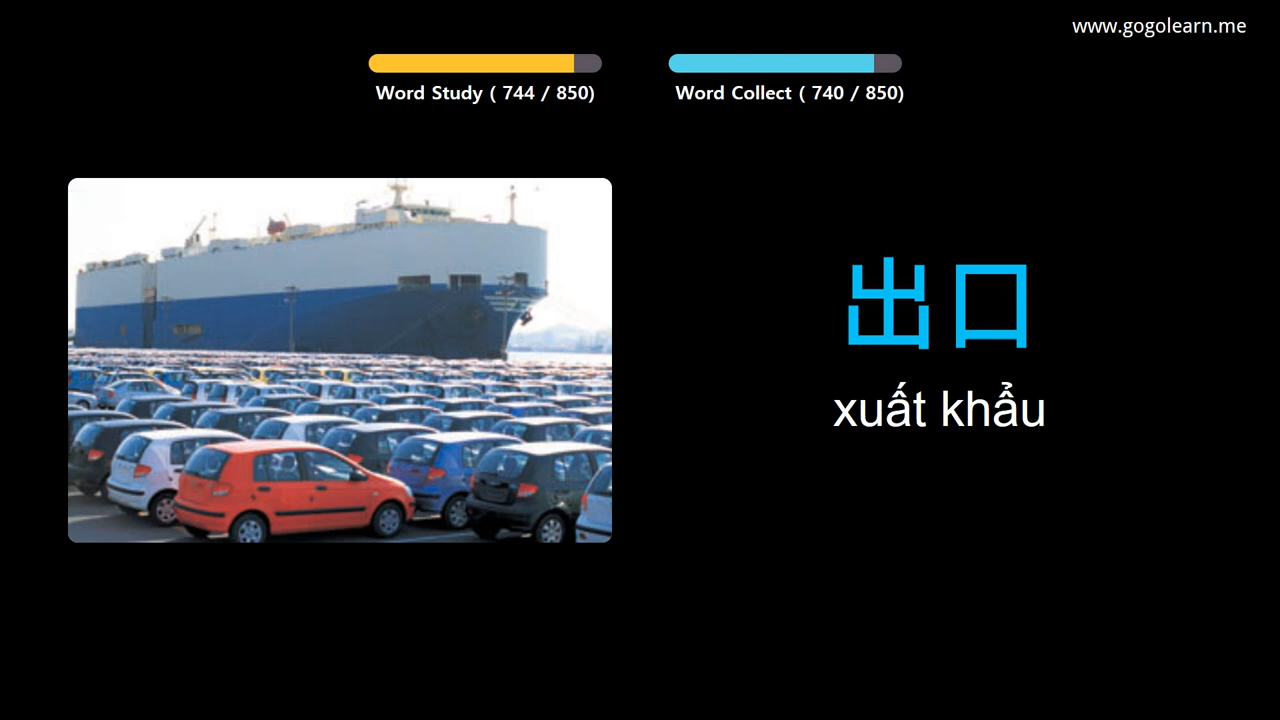 www.gogolearn.me
Word Study ( 744 / 850)
Word Collect ( 740 / 850)
出口
xuất khẩu